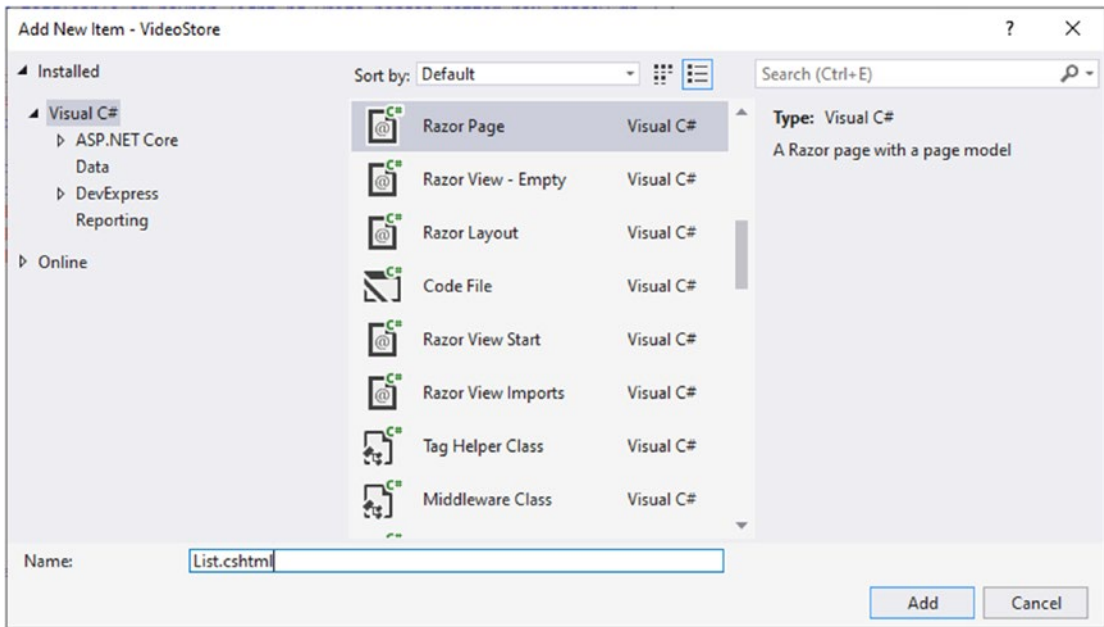 Add New Item - VideoStore
?
Installed
Sort by: Default
Search (Ctrl+E)
Visual C#
ASP.NET Core
Data
DevExpress
Reporting
Online
C# @ Razor Page Visual C#
C# @ Razor View - Empty Visual C#
C# @ Razor Layout Visual C#
C# Code File Visual C#
C# @ Razor View Start Visual C#
C# @ Razor View Imports Visual C#
C# Tag Helper Class Visual C#
C# Middleware Class Visual C#
Type: Visual C#
A Razor page with a page model
Name: List.cshtml
Add Cancel